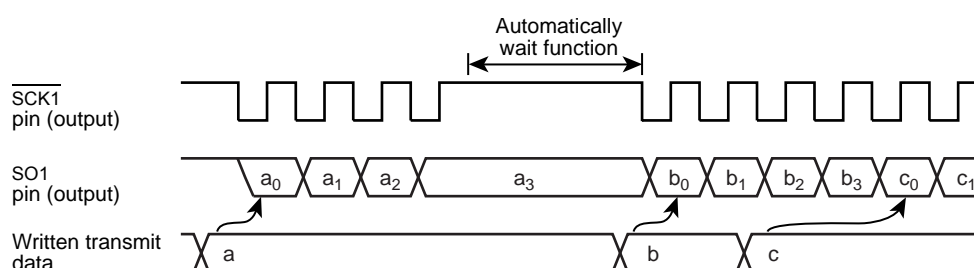 Automatically
wait function
SCK1
pin (output)
SO1
pin (output)
a0 a1 a2 a3 b0 b1 b2 b3 c0 c1
Written transmit
data
a b c